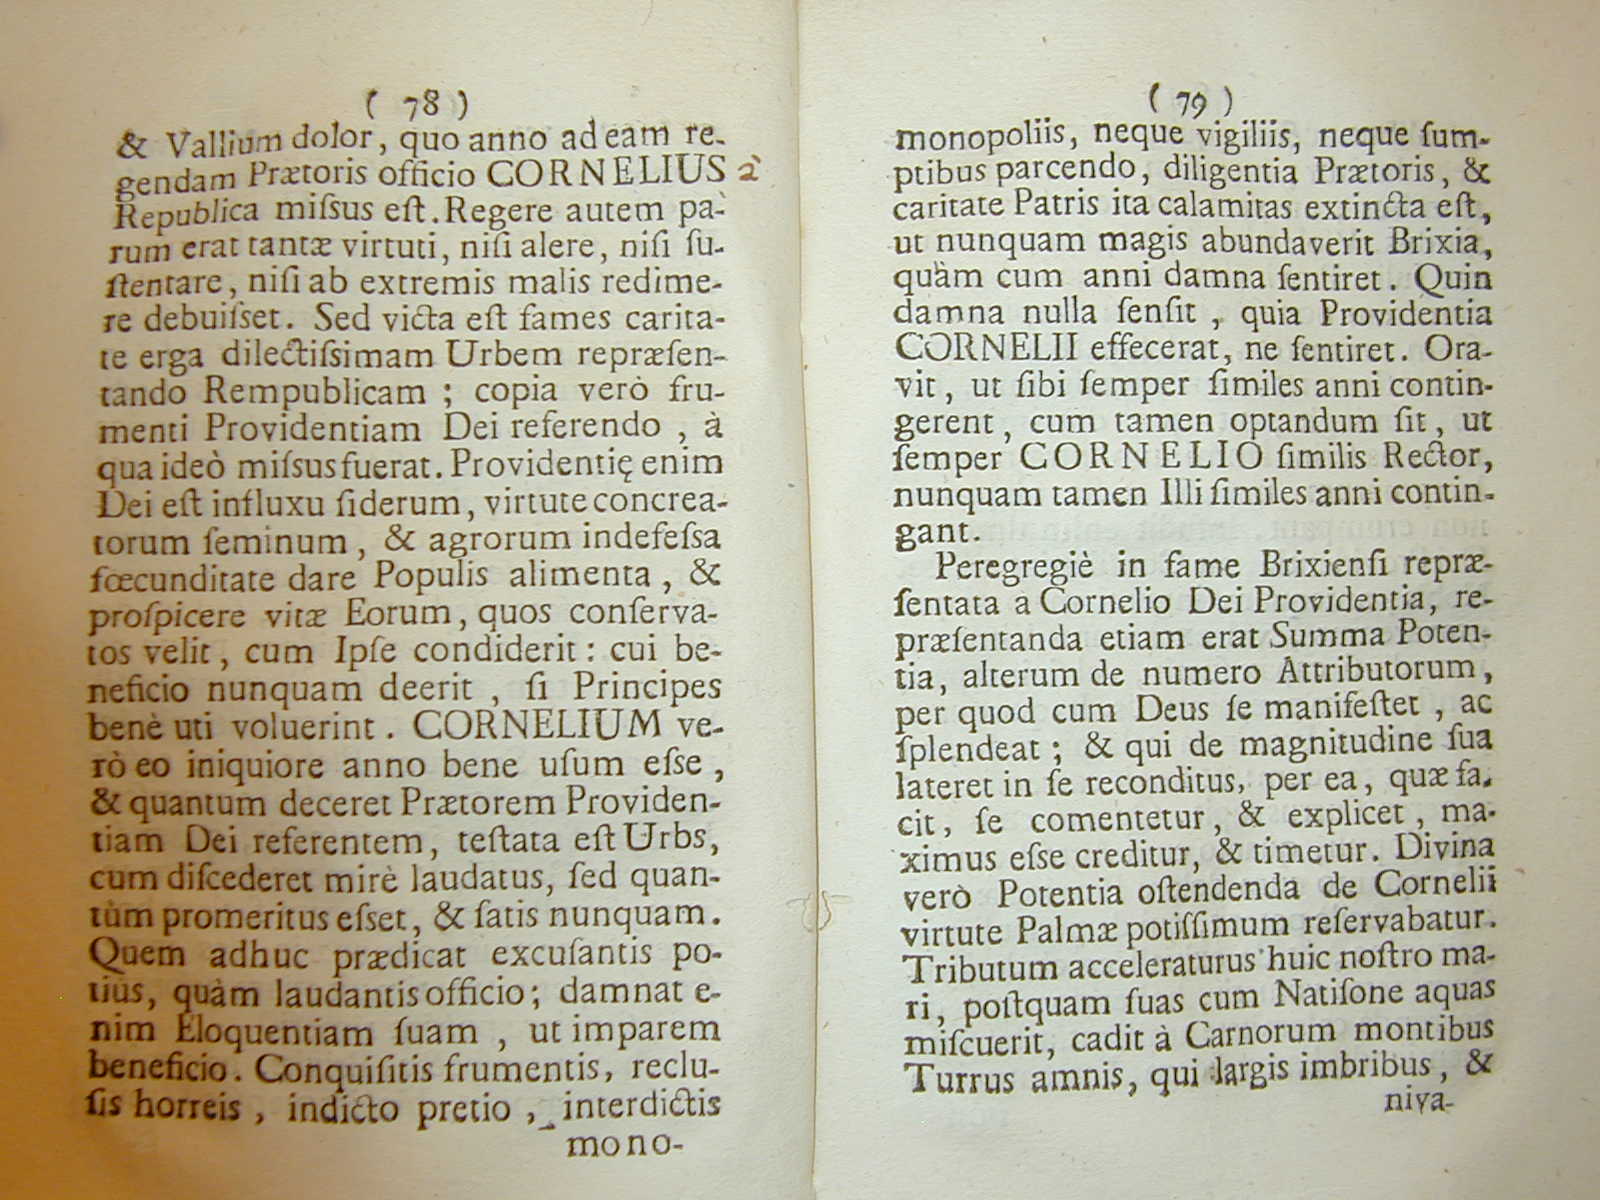 ( 78 )
& Vallium dolor, quo anno ad eam re-
gendam Prætoris officio CORNELIUS à
Republica miſsus eſt. Regere autem pa-
rum erat tantæ virtuti, niſi alere, niſi ſu-
ſtentare, niſi ab extremis malis redime-
re debuiſset. Sed victa eſt fames carita-
te erga dilectiſsimam Urbem repræſen-
tando Rempublicam ; copia verò fru-
menti Providentiam Dei referendo , à
qua ideò miſsus fuerat. Providentię enim
Dei eſt influxu ſiderum, virtute concrea-
torum ſeminum , & agrorum indefeſsa
fœcunditate dare Populis alimenta , &
proſpicere vitæ Eorum, quos conſerva-
tos velit, cum Ipſe condiderit : cui be-
neficio nunquam deerit , ſi Principes
benè uti voluerint . CORNELIUM ve-
rò eo iniquiore anno bene uſum eſse ,
& quantum deceret Prætorem Providen-
tiam Dei referentem, teſtata eſt Urbs,
cum diſcederet mirè laudatus, ſed quan-
tùm promeritus eſset, & ſatis nunquam.
Quem adhuc prædicat excuſantis po-
tiùs, quàm laudantis officio; damnat e-
nim Eloquentiam ſuam , ut imparem
beneficio. Conquiſitis frumentis, reclu-
ſis horreis , indicto pretio , interdictis
mono-
( 79 )
monopoliis, neque vigiliis, neque ſum-
ptibus parcendo, diligentia Prætoris, &
caritate Patris ita calamitas extincta eſt,
ut nunquam magis abundaverit Brixia,
quàm cum anni damna ſentiret. Quin
damna nulla ſenſit , quia Providentia
CORNELII effecerat, ne ſentiret. Ora-
vit, ut ſibi ſemper ſimiles anni contin-
gerent, cum tamen optandum ſit, ut
ſemper CORNELIO ſimilis Rector,
nunquam tamen Illi ſimiles anni contin-
gant.
Peregregiè in fame Brixienſi repræ-
ſentata a Cornelio Dei Providentia, re-
præſentanda etiam erat Summa Poten-
tia, alterum de numero Attributorum,
per quod cum Deus ſe manifeſtet , ac
ſplendeat ; & qui de magnitudine ſua
lateret in ſe reconditus, per ea, quæ fa-
cit, ſe comentetur, & explicet, ma-
ximus eſse creditur, & timetur. Divina
verò Potentia oſtendenda de Cornelii
virtute Palmæ potiſſimum reſervabatur.
Tributum acceleraturus huic noſtro ma-
ri, poſtquam ſuas cum Natiſone aquas
miſcuerit, cadit à Carnorum montibus
Turrus amnis, qui largis imbribus, &
niva-